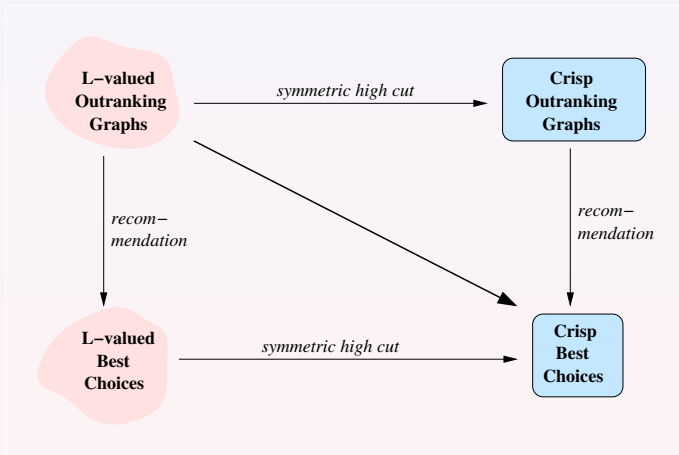 L−valued
Outranking
Graphs
symmetric high cut
Crisp
Outranking
Graphs
recom−
mendation
recom−
mendation
L−valued
Best
Choices
symmetric high cut
Crisp
Best
Choices